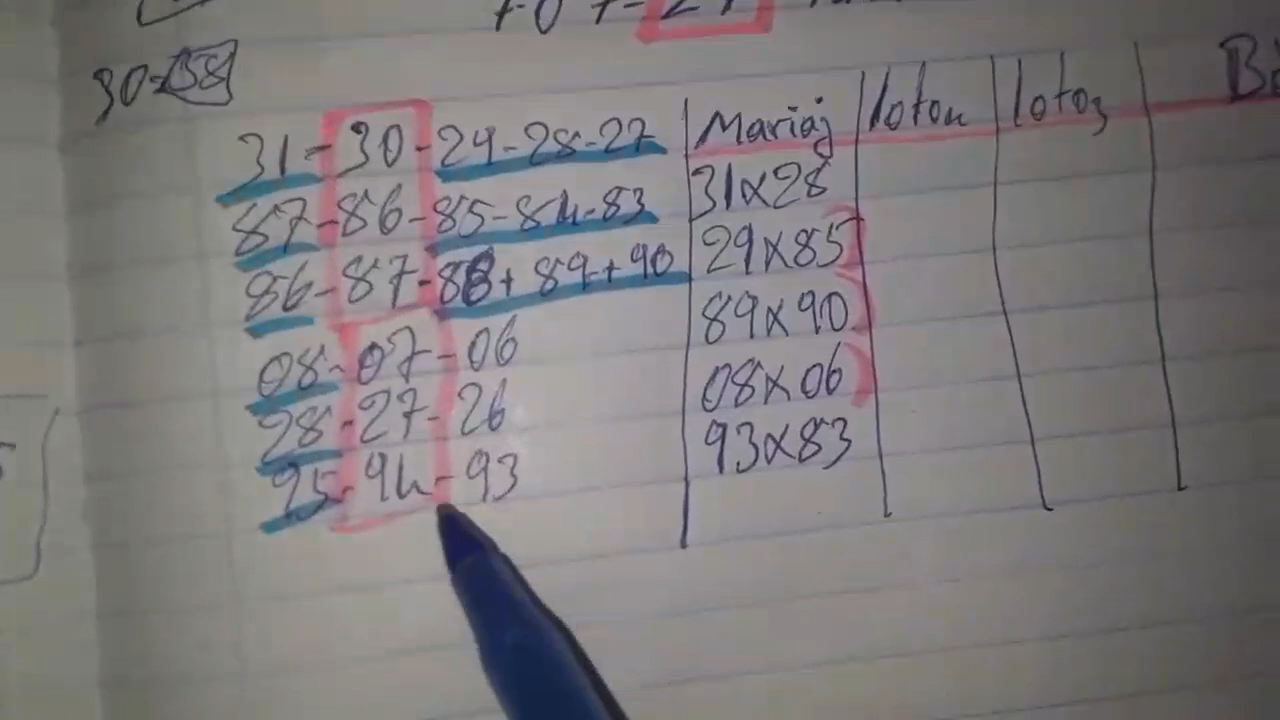 30-58
31-30-29-28-27
87-86-85-84-83
86-87-88+89+90
08-07-06
28-27-26
95-94-93
Mariaj
31x28
29x85
89x90
08x06
93x83
loto4
loto3